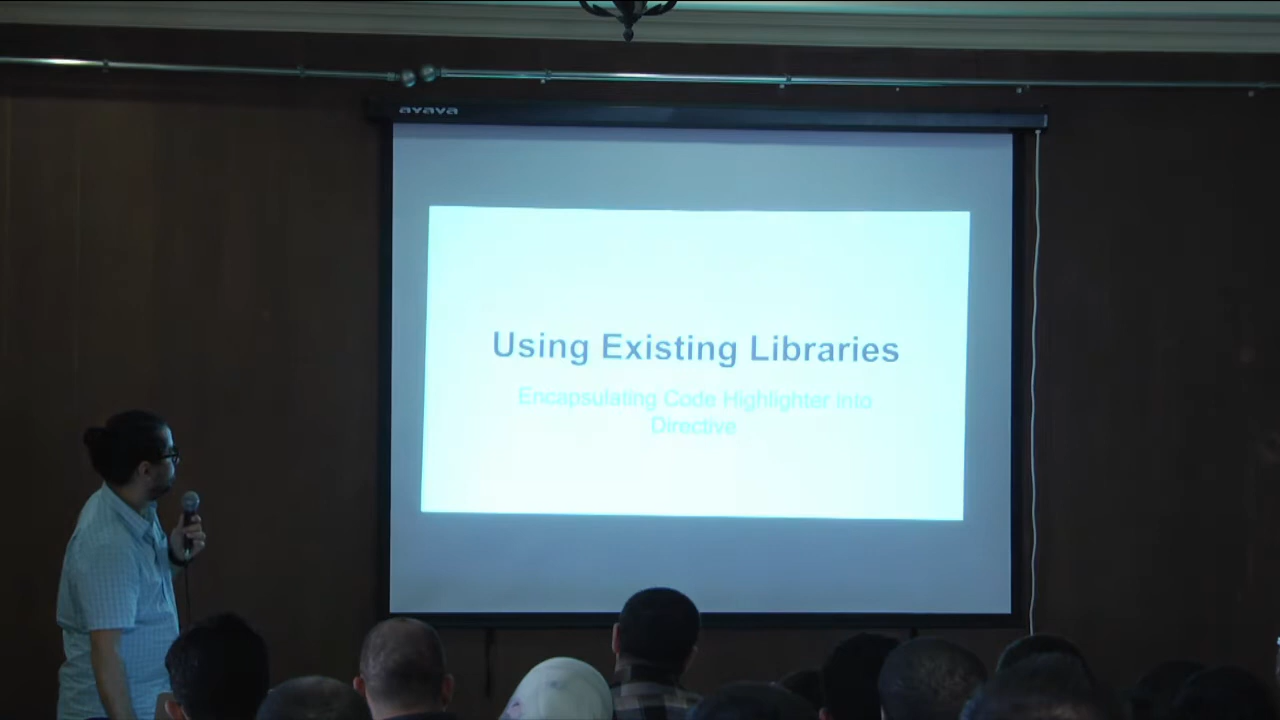 avaya
Using Existing Libraries
Encapsulating Code Highlighter into
Directive